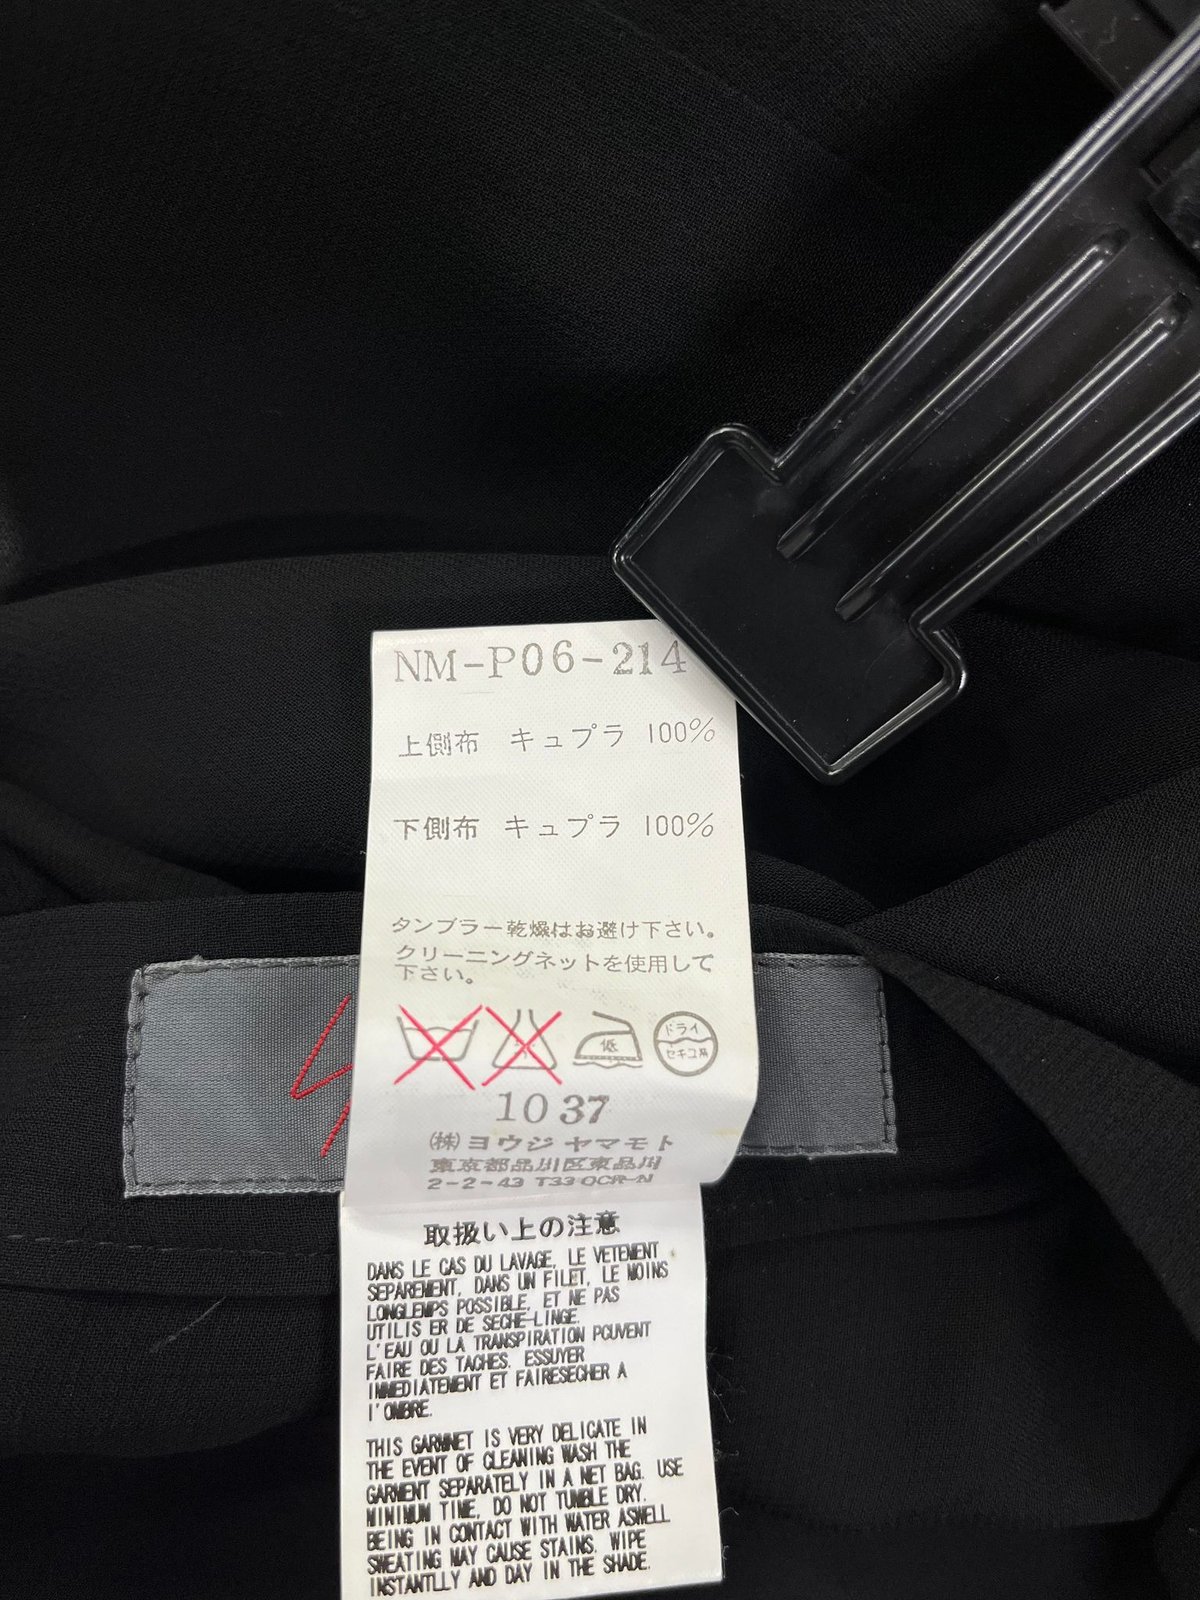 NM-P06-214
上側布 キュプラ 100%
下側布 キュプラ 100%
タンブラー乾燥はお避け下さい。
クリーニングネットを使用して
下さい。
低
ドライ
セキユ系
10 37
㈱ ヨウジ ヤマモト
東京都品川区東品川
2-2-43 T33 OCR-N
取扱い上の注意
DANS LE CAS DU LAVAGE, LE VETEMENT
SEPAREMENT, DANS UN FILET, LE MOINS
LONGLEMPS POSSIBLE, ET NE PAS
UTILIS ER DE SECHE-LINGE.
L'EAU OU LA TRANSPIRATION PCUVENT
FAIRE DES TACHES. ESSUYER
IMMEDIATEMENT ET FAIRESECHER A
I'OMBRE.
THIS GARMNET IS VERY DELICATE IN
THE EVENT OF CLEANING WASH THE
GARMENT SEPARATELY IN A NET BAG. USE
MINIMUN TIME, DO NOT TUMBLE DRY.
BEING IN CONTACT WITH WATER ASWELL
SWEATING MAY CAUSE STAINS. WIPE
INSTANTLLY AND DAY IN THE SHADE.